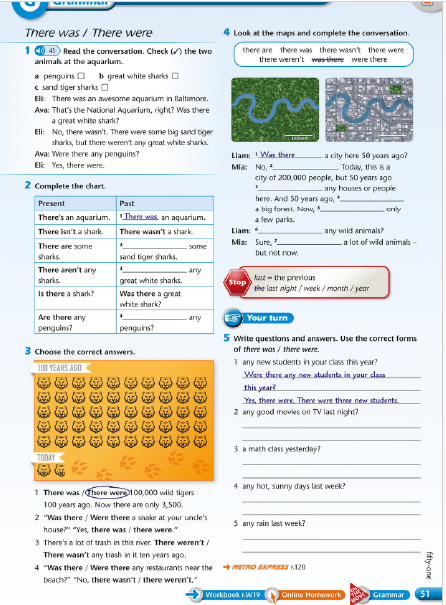 Grammar
There was / There were
1 43 Read the conversation. Check (✓) the two
animals at the aquarium.
a penguins □ b great white sharks □
c sand tiger sharks □
Eli: There was an awesome aquarium in Baltimore.
Ava: That's the National Aquarium, right? Was there
a great white shark?
Eli: No, there wasn't. There were some big sand tiger
sharks, but there weren't any great white sharks.
Ava: Were there any penguins?
Eli: Yes, there were.
2 Complete the chart.
Present Past
There's an aquarium. 1 There was an aquarium.
There isn't a shark. There wasn't a shark.
There are some sharks. 2 ________ some sand tiger sharks.
There aren't any sharks. 3 ________ any great white sharks.
Is there a shark? Was there a great white shark?
Are there any penguins? 4 ________ any penguins?
3 Choose the correct answers.
100 YEARS AGO
TODAY
1 There was / There were 100,000 wild tigers
100 years ago. Now there are only 3,500.
2 "Was there / Were there a snake at your uncle's
house?" "Yes, there was / there were."
3 There's a lot of trash in this river. There weren't /
There wasn't any trash in it ten years ago.
4 "Was there / Were there any restaurants near the
beach?" "No, there wasn't / there weren't."
4 Look at the maps and complete the conversation.
there are there was there wasn't there were
there weren't was there were there
Liam: 1 Was there a city here 50 years ago?
Mia: No, 2 ________. Today, this is a
city of 200,000 people, but 50 years ago
3 ________ any houses or people
here. And 50 years ago, 4 ________
a big forest. Now, 5 ________ only
a few parks.
Liam: 6 ________ any wild animals?
Mia: Sure, 7 ________ a lot of wild animals –
but not now.
Stop
last = the previous
the last night / week / month / year
Your turn
5 Write questions and answers. Use the correct forms
of there was / there were.
1 any new students in your class this year?
Were there any new students in your class
this year?
Yes, there were. There were three new students.
2 any good movies on TV last night?
3 a math class yesterday?
4 any hot, sunny days last week?
5 any rain last week?
METRO EXPRESS p.120
fifty-one
Workbook p.W19 Online Homework Grammar 51